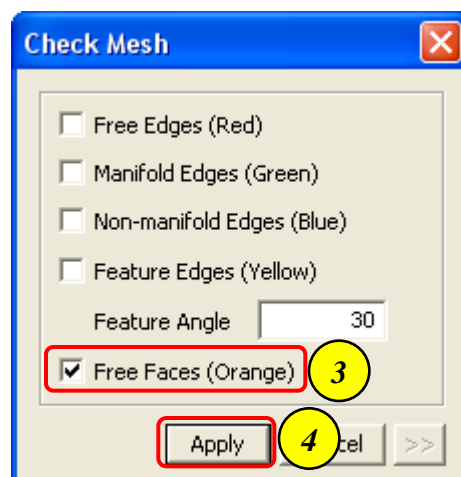 Check Mesh
Free Edges (Red)
Manifold Edges (Green)
Non-manifold Edges (Blue)
Feature Edges (Yellow)
Feature Angle 30
Free Faces (Orange) 3
Apply 4 cel >>